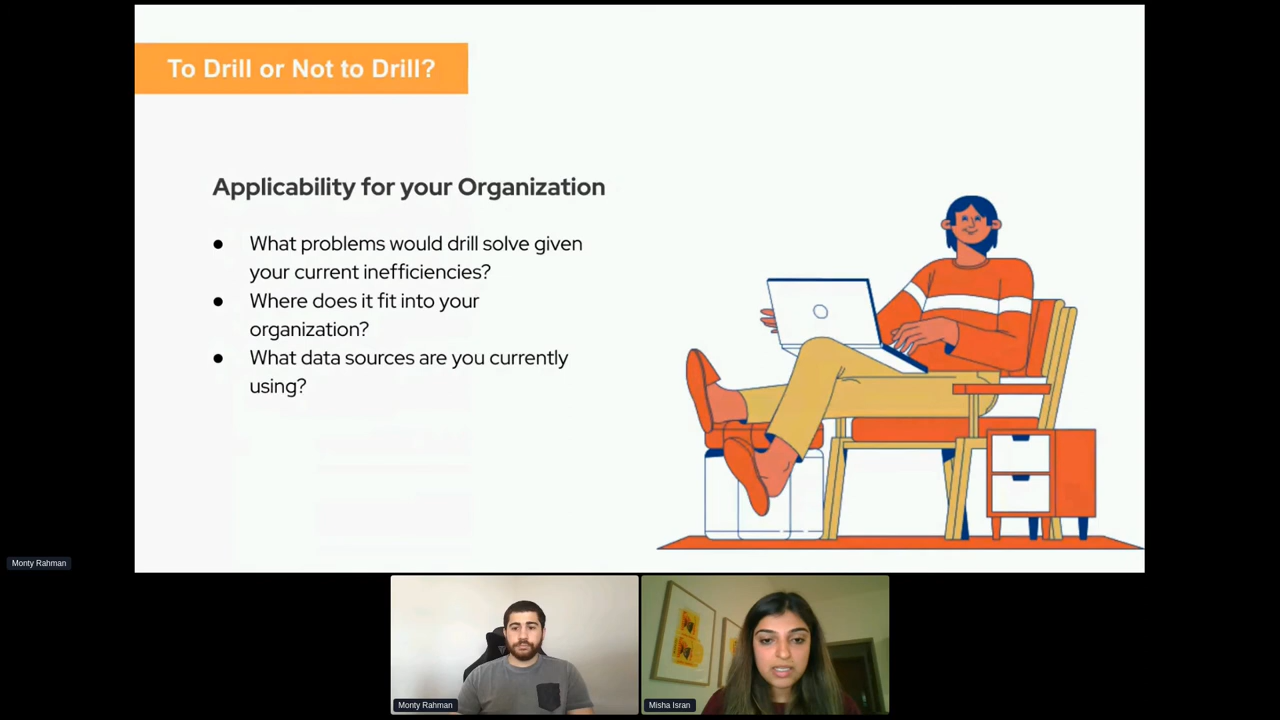 To Drill or Not to Drill?
Applicability for your Organization
● What problems would drill solve given
your current inefficiencies?
● Where does it fit into your
organization?
● What data sources are you currently
using?
Monty Rahman
Monty Rahman
Misha Isran